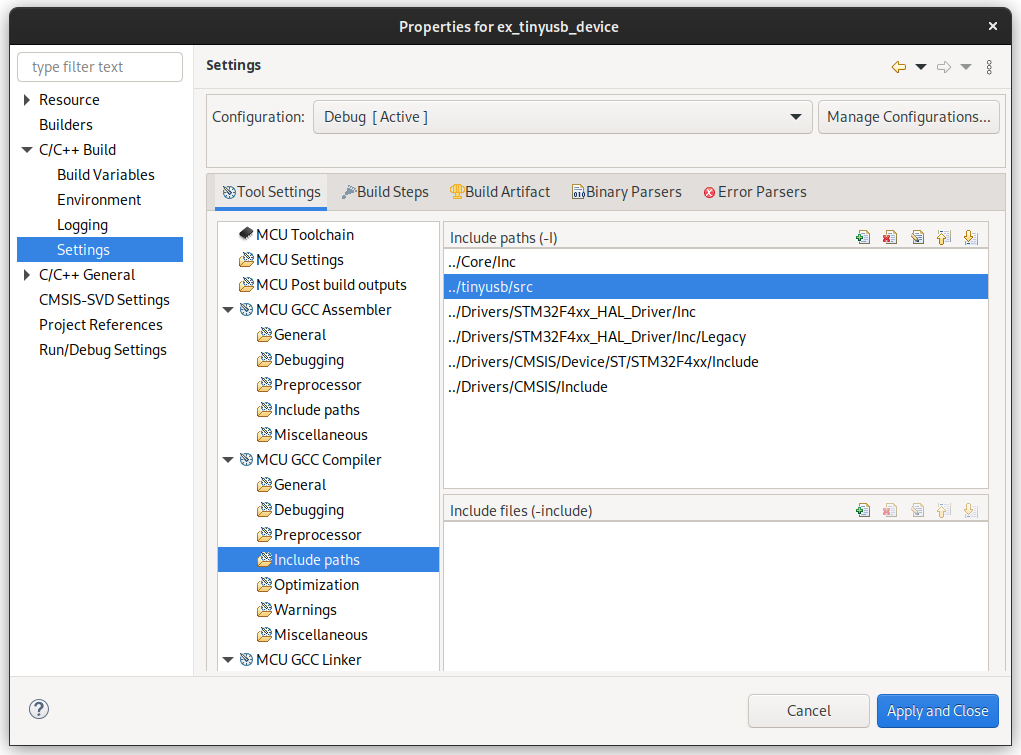 Properties for ex_tinyusb_device
type filter text
Resource
Builders
C/C++ Build
Build Variables
Environment
Logging
Settings
C/C++ General
CMSIS-SVD Settings
Project References
Run/Debug Settings
Settings
Configuration:
Debug [ Active ]
Manage Configurations...
Tool Settings
Build Steps
Build Artifact
Binary Parsers
Error Parsers
MCU Toolchain
MCU Settings
MCU Post build outputs
MCU GCC Assembler
General
Debugging
Preprocessor
Include paths
Miscellaneous
MCU GCC Compiler
General
Debugging
Preprocessor
Include paths
Optimization
Warnings
Miscellaneous
MCU GCC Linker
Include paths (-I)
../Core/Inc
../tinyusb/src
../Drivers/STM32F4xx_HAL_Driver/Inc
../Drivers/STM32F4xx_HAL_Driver/Inc/Legacy
../Drivers/CMSIS/Device/ST/STM32F4xx/Include
../Drivers/CMSIS/Include
Include files (-include)
?
Cancel
Apply and Close